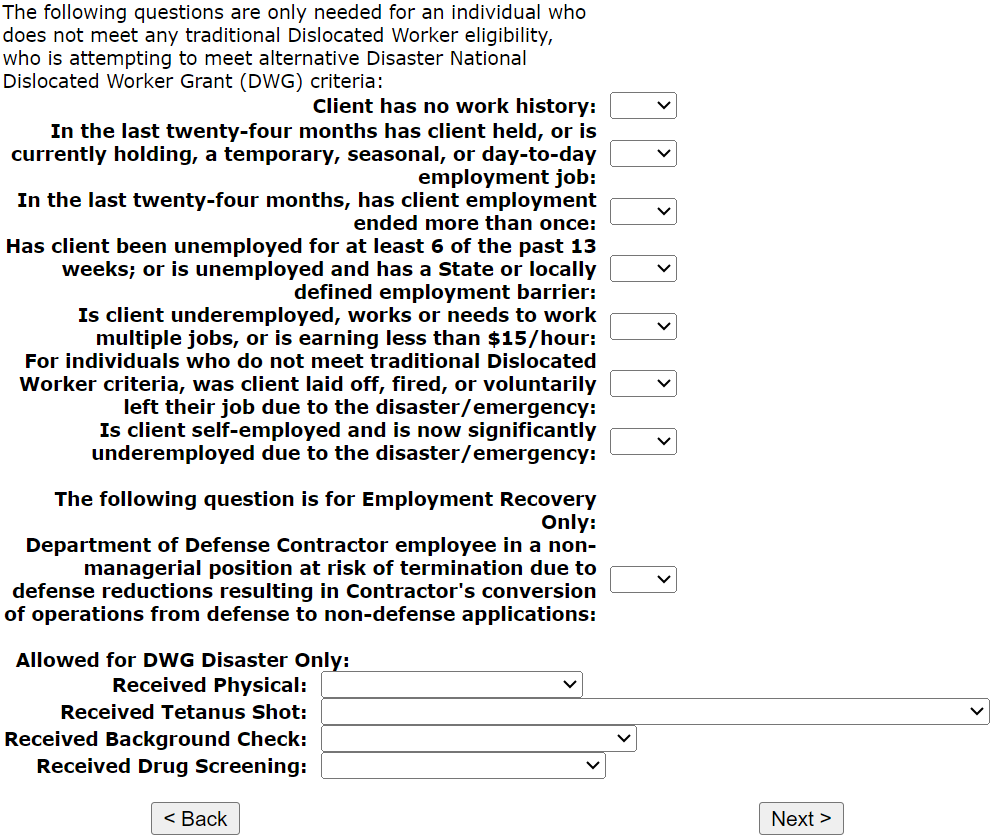 The following questions are only needed for an individual who
does not meet any traditional Dislocated Worker eligibility,
who is attempting to meet alternative Disaster National
Dislocated Worker Grant (DWG) criteria:
Client has no work history:
In the last twenty-four months has client held, or is
currently holding, a temporary, seasonal, or day-to-day
employment job:
In the last twenty-four months, has client employment
ended more than once:
Has client been unemployed for at least 6 of the past 13
weeks; or is unemployed and has a State or locally
defined employment barrier:
Is client underemployed, works or needs to work
multiple jobs, or is earning less than $15/hour:
For individuals who do not meet traditional Dislocated
Worker criteria, was client laid off, fired, or voluntarily
left their job due to the disaster/emergency:
Is client self-employed and is now significantly
underemployed due to the disaster/emergency:
The following question is for Employment Recovery
Only:
Department of Defense Contractor employee in a non-
managerial position at risk of termination due to
defense reductions resulting in Contractor's conversion
of operations from defense to non-defense applications:
Allowed for DWG Disaster Only:
Received Physical:
Received Tetanus Shot:
Received Background Check:
Received Drug Screening:
< Back Next >